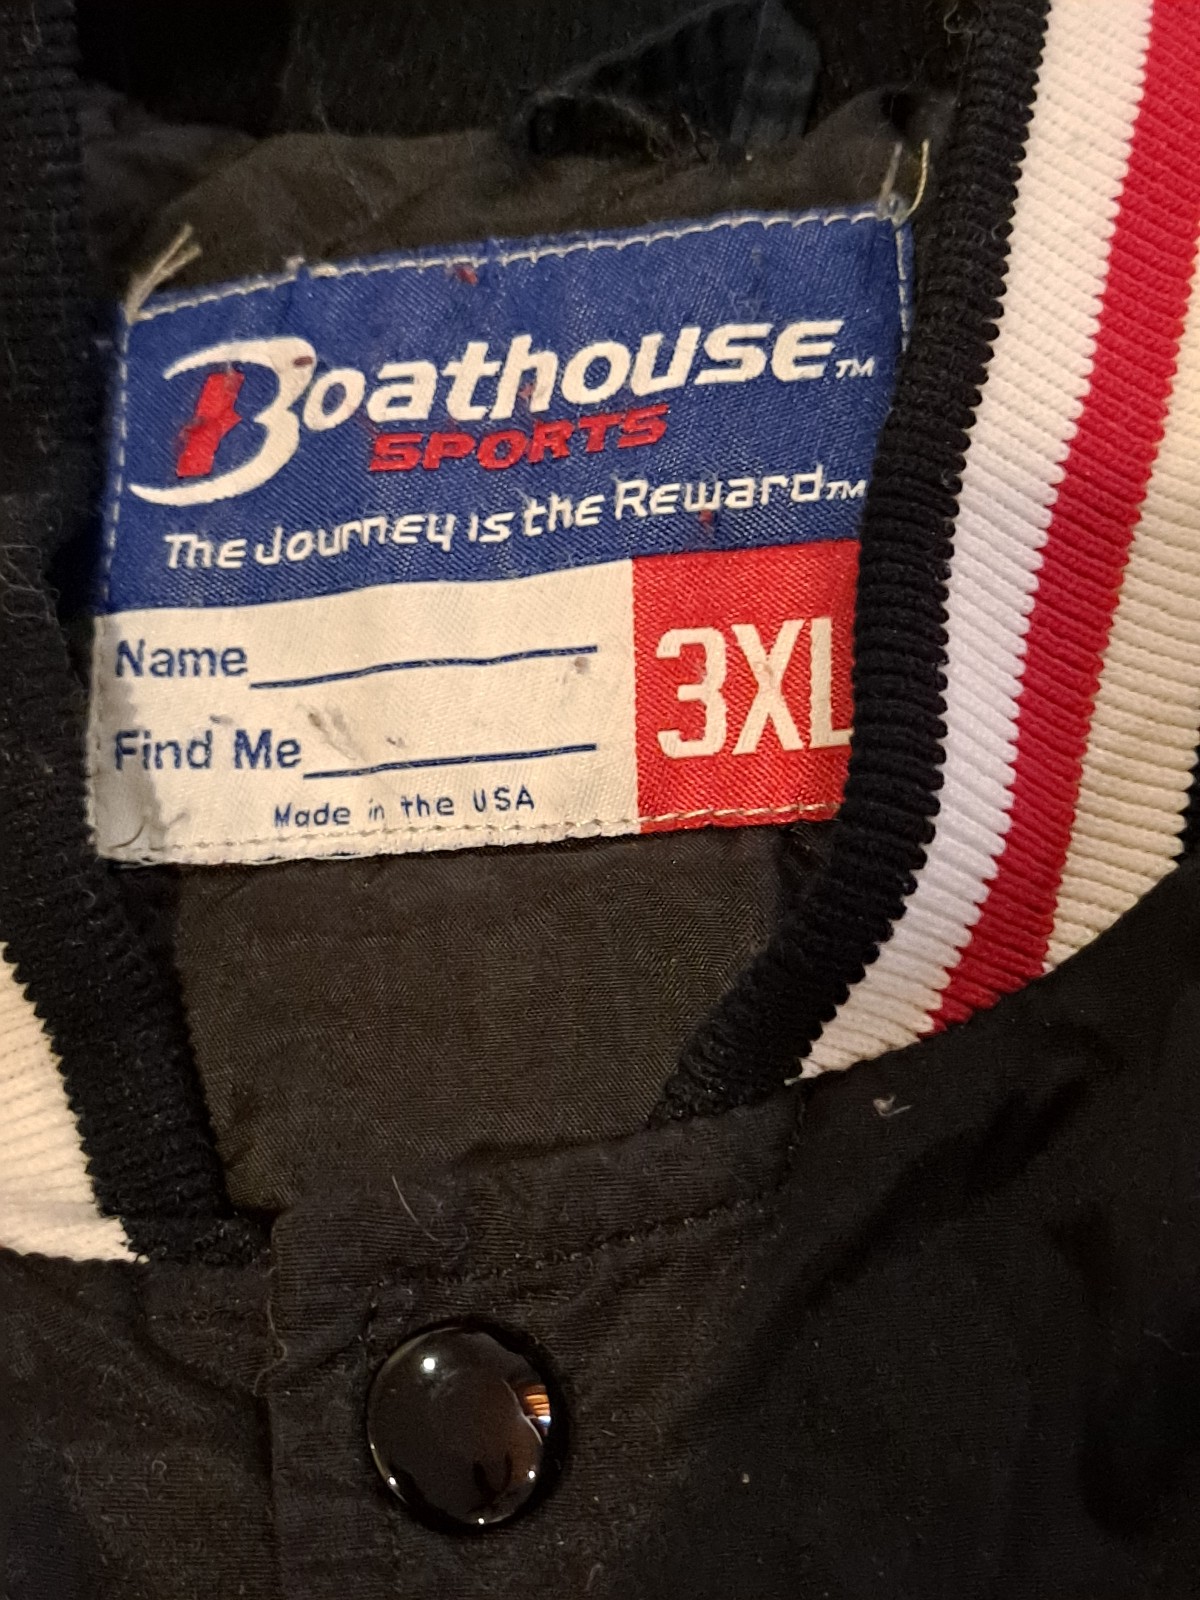 Boathouse™
SPORTS
The Journey is the Reward™
Name
Find Me
Made in the USA
3XL